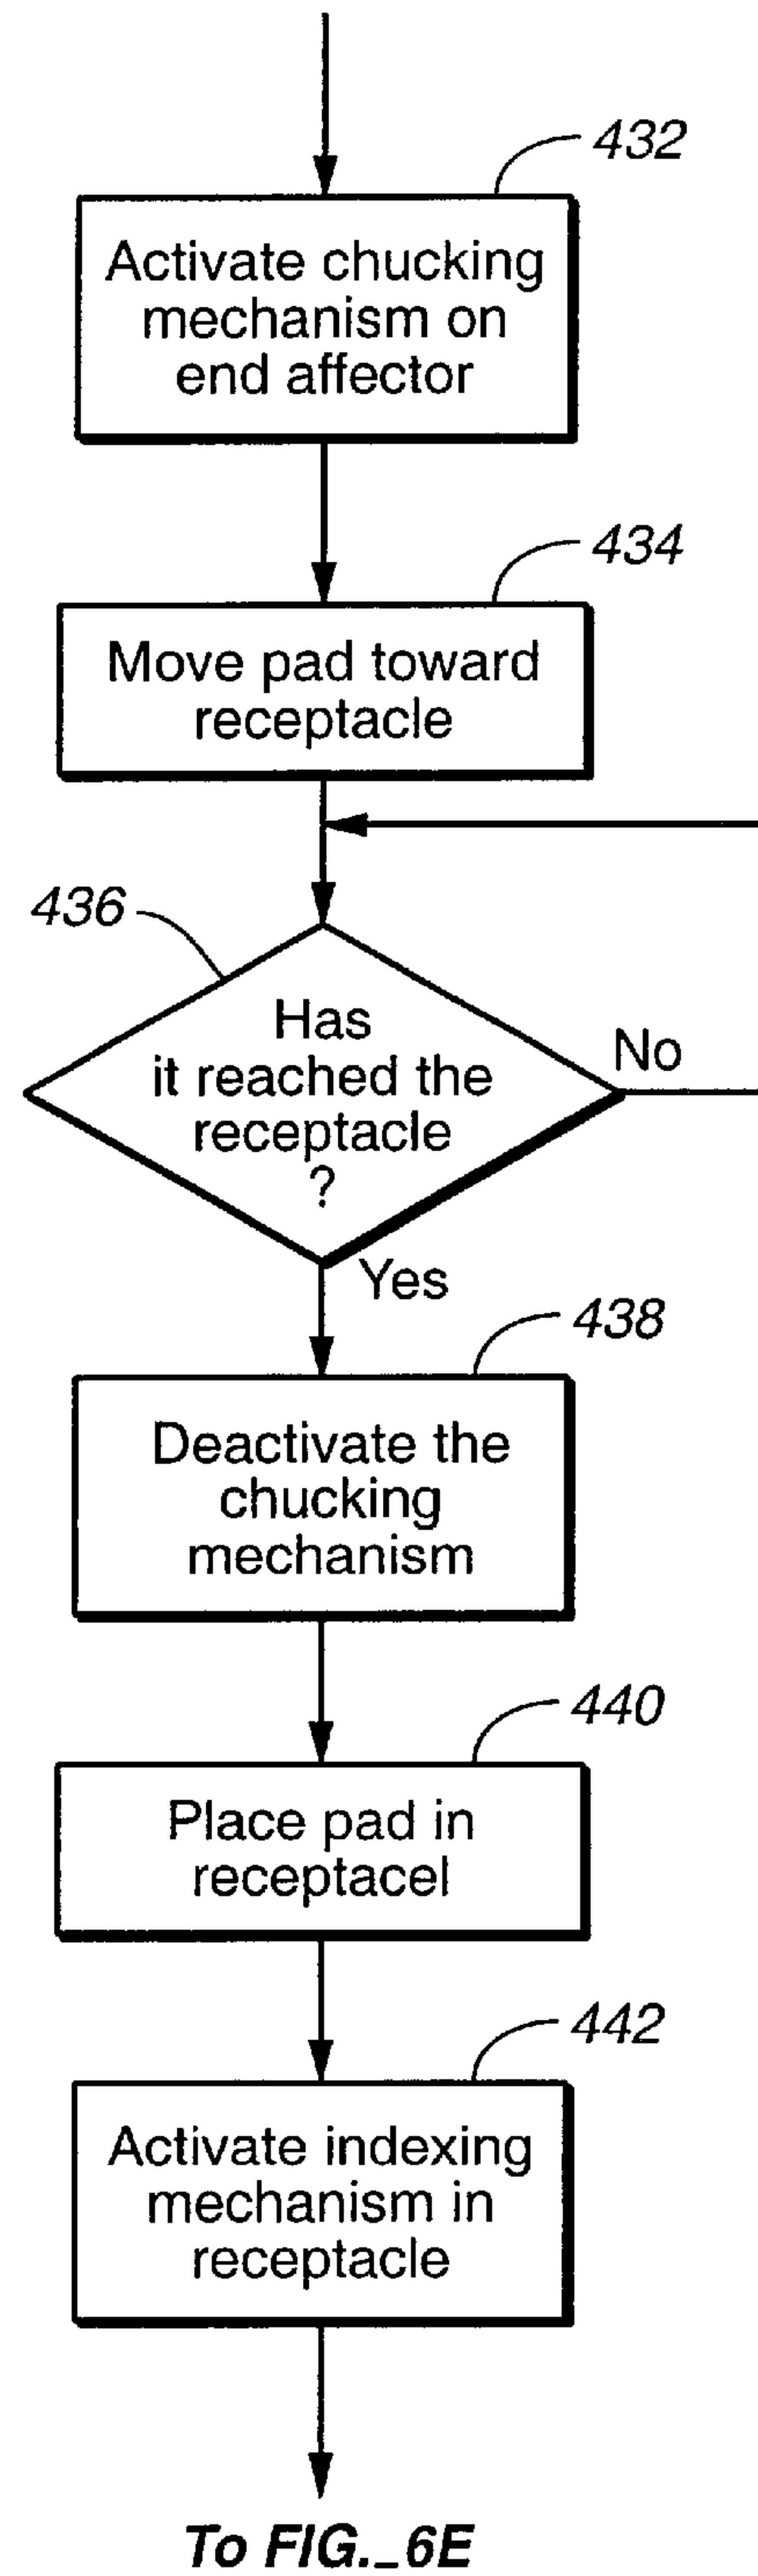 432
Activate chucking
mechanism on
end affector
434
Move pad toward
receptacle
436
Has
it reached the
receptacle
?
No
Yes
438
Deactivate the
chucking
mechanism
440
Place pad in
receptacel
442
Activate indexing
mechanism in
receptacle
To FIG._6E